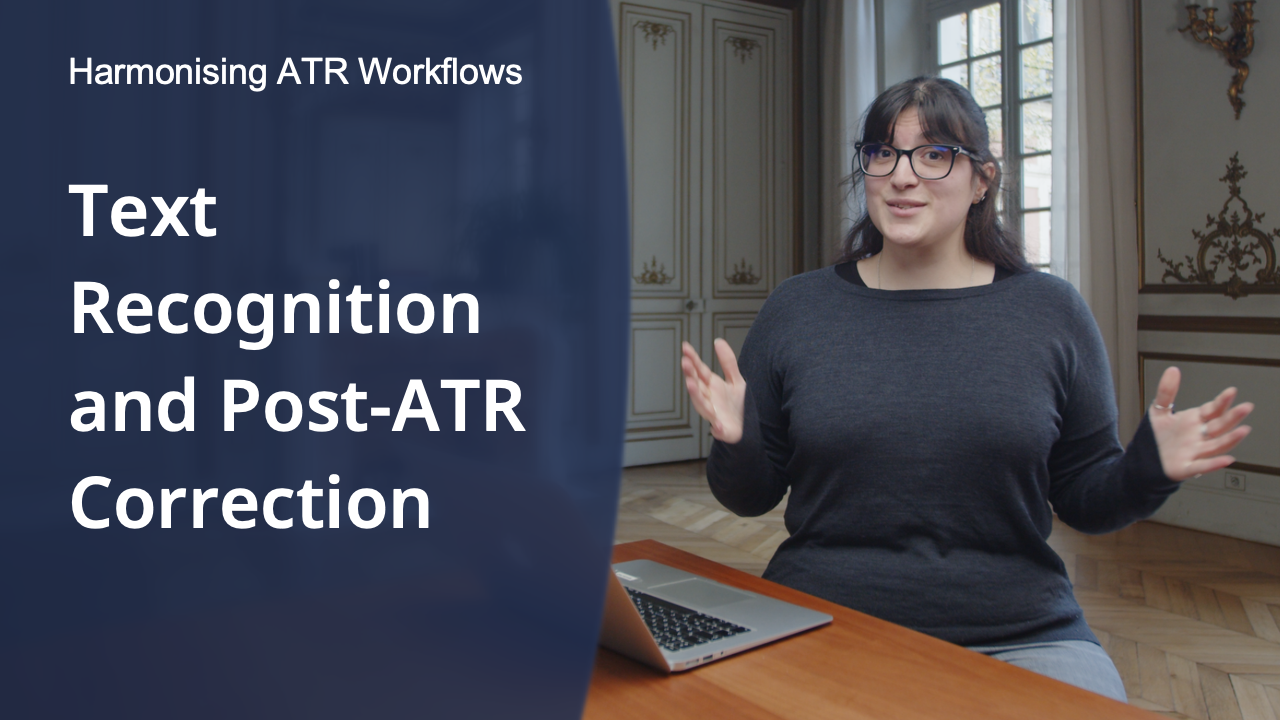 Harmonising ATR Workflows
Text
Recognition
and Post-ATR
Correction